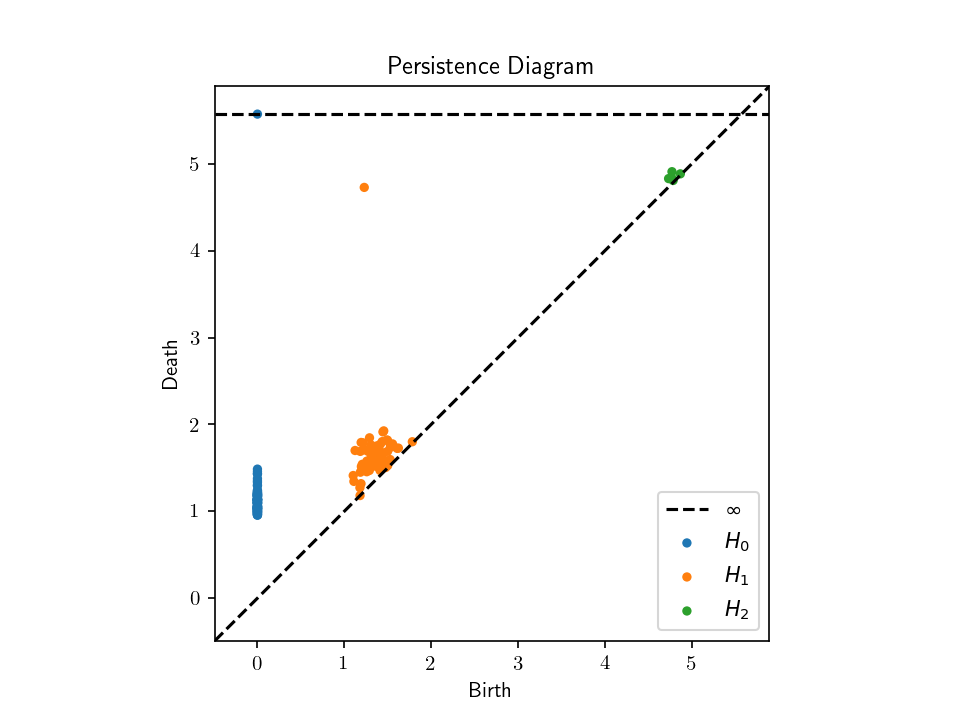 Persistence Diagram
5
4
3
2
1
0
Death
0 1 2 3 4 5
Birth
∞
H₀
H₁
H₂